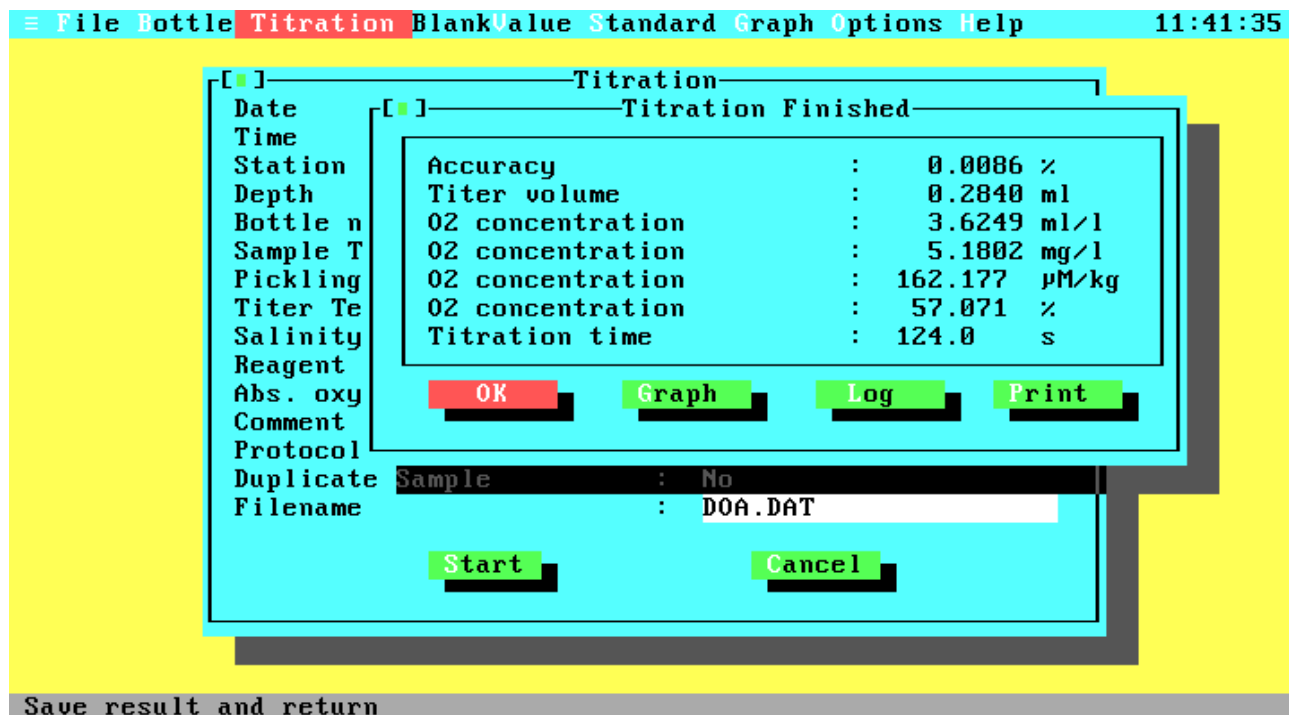 ≡ File Bottle Titration BlankValue Standard Graph Options Help 11:41:35
Titration
Titration Finished
Date
Time
Station
Depth
Bottle n
Sample T
Pickling
Titer Te
Salinity
Reagent
Abs. oxy
Comment
Protocol
Accuracy : 0.0086 %
Titer volume : 0.2840 ml
O2 concentration : 3.6249 ml/l
O2 concentration : 5.1802 mg/l
O2 concentration : 162.177 µM/kg
O2 concentration : 57.071 %
Titration time : 124.0 s
OK Graph Log Print
Duplicate Sample : No
Filename : DOA.DAT
Start Cancel
Save result and return